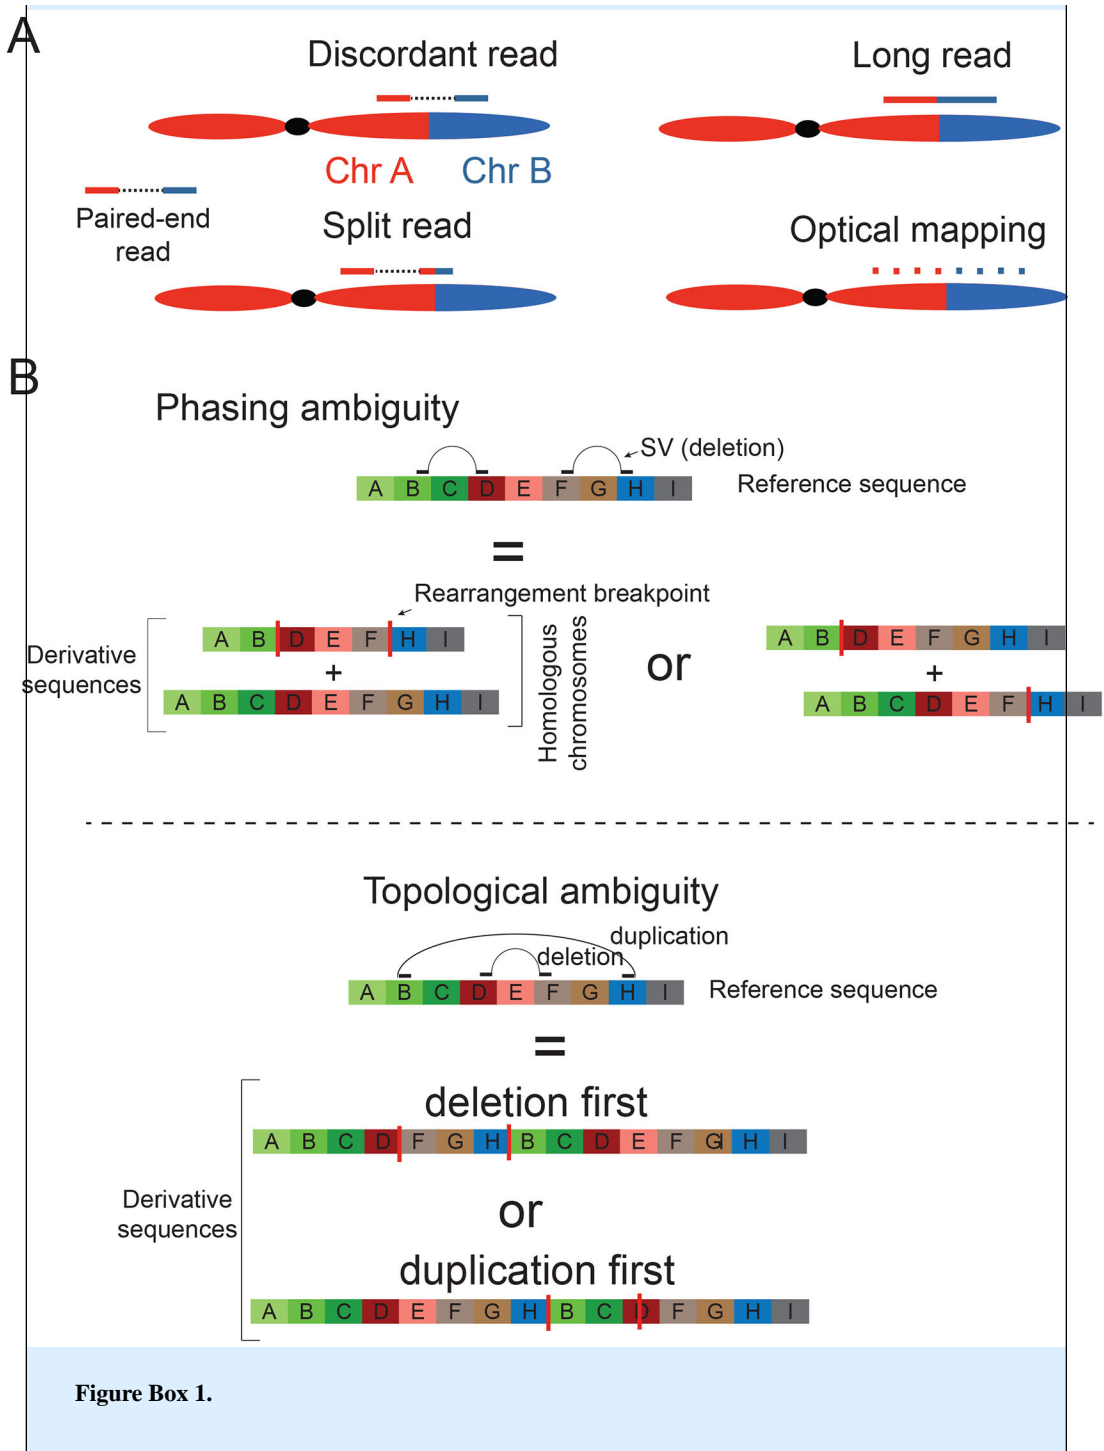 A
Discordant read
Long read
Chr A
Chr B
Paired-end
read
Split read
Optical mapping
B
Phasing ambiguity
SV (deletion)
A B C D E F G H I
Reference sequence
=
Rearrangement breakpoint
Derivative
sequences
A B D E F H I
+
A B C D E F G H I
Homologous
chromosomes
or
A B D E F G H I
+
A B C D E F H I
Topological ambiguity
duplication
deletion
A B C D E F G H I
Reference sequence
=
Derivative
sequences
deletion first
A B C D F G H B C D E F G H I
or
duplication first
A B C D E F G H B C D F G H I
Figure Box 1.